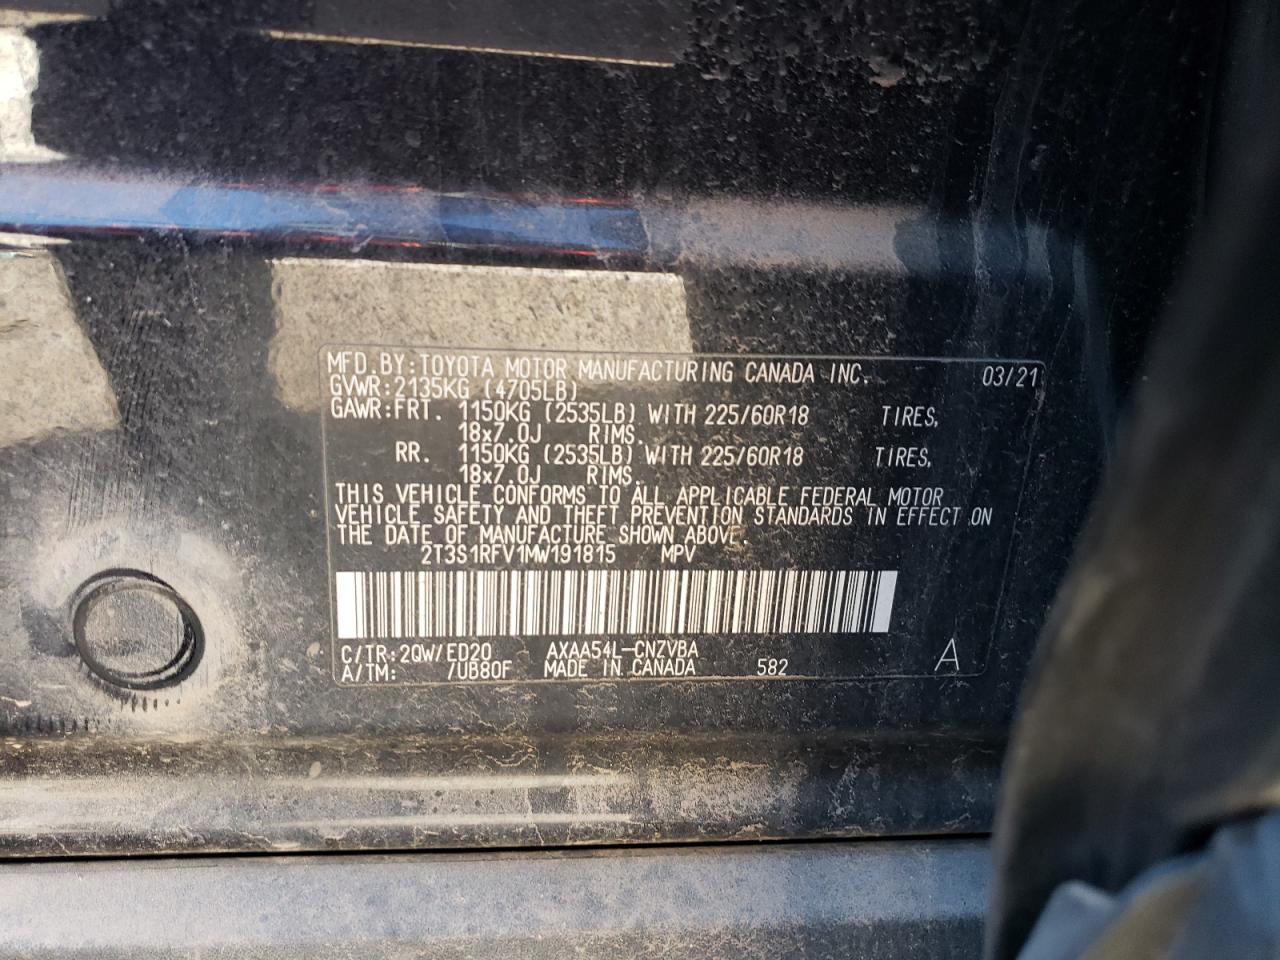 MFD.BY:TOYOTA MOTOR MANUFACTURING CANADA INC. 03/21
GVWR:2135KG (4705LB)
GAWR:FRT. 1150KG (2535LB) WITH 225/60R18 TIRES,
18x7.0J RIMS.
RR. 1150KG (2535LB) WITH 225/60R18 TIRES,
18x7.0J RIMS.
THIS VEHICLE CONFORMS TO ALL APPLICABLE FEDERAL MOTOR
VEHICLE SAFETY AND THEFT PREVENTION STANDARDS IN EFFECT ON
THE DATE OF MANUFACTURE SHOWN ABOVE.
2T3S1RFV1MW191815 MPV
C/TR:2QW/ED20 AXAA54L-CNZVBA
A/TM: /UB80F MADE IN CANADA 582 A